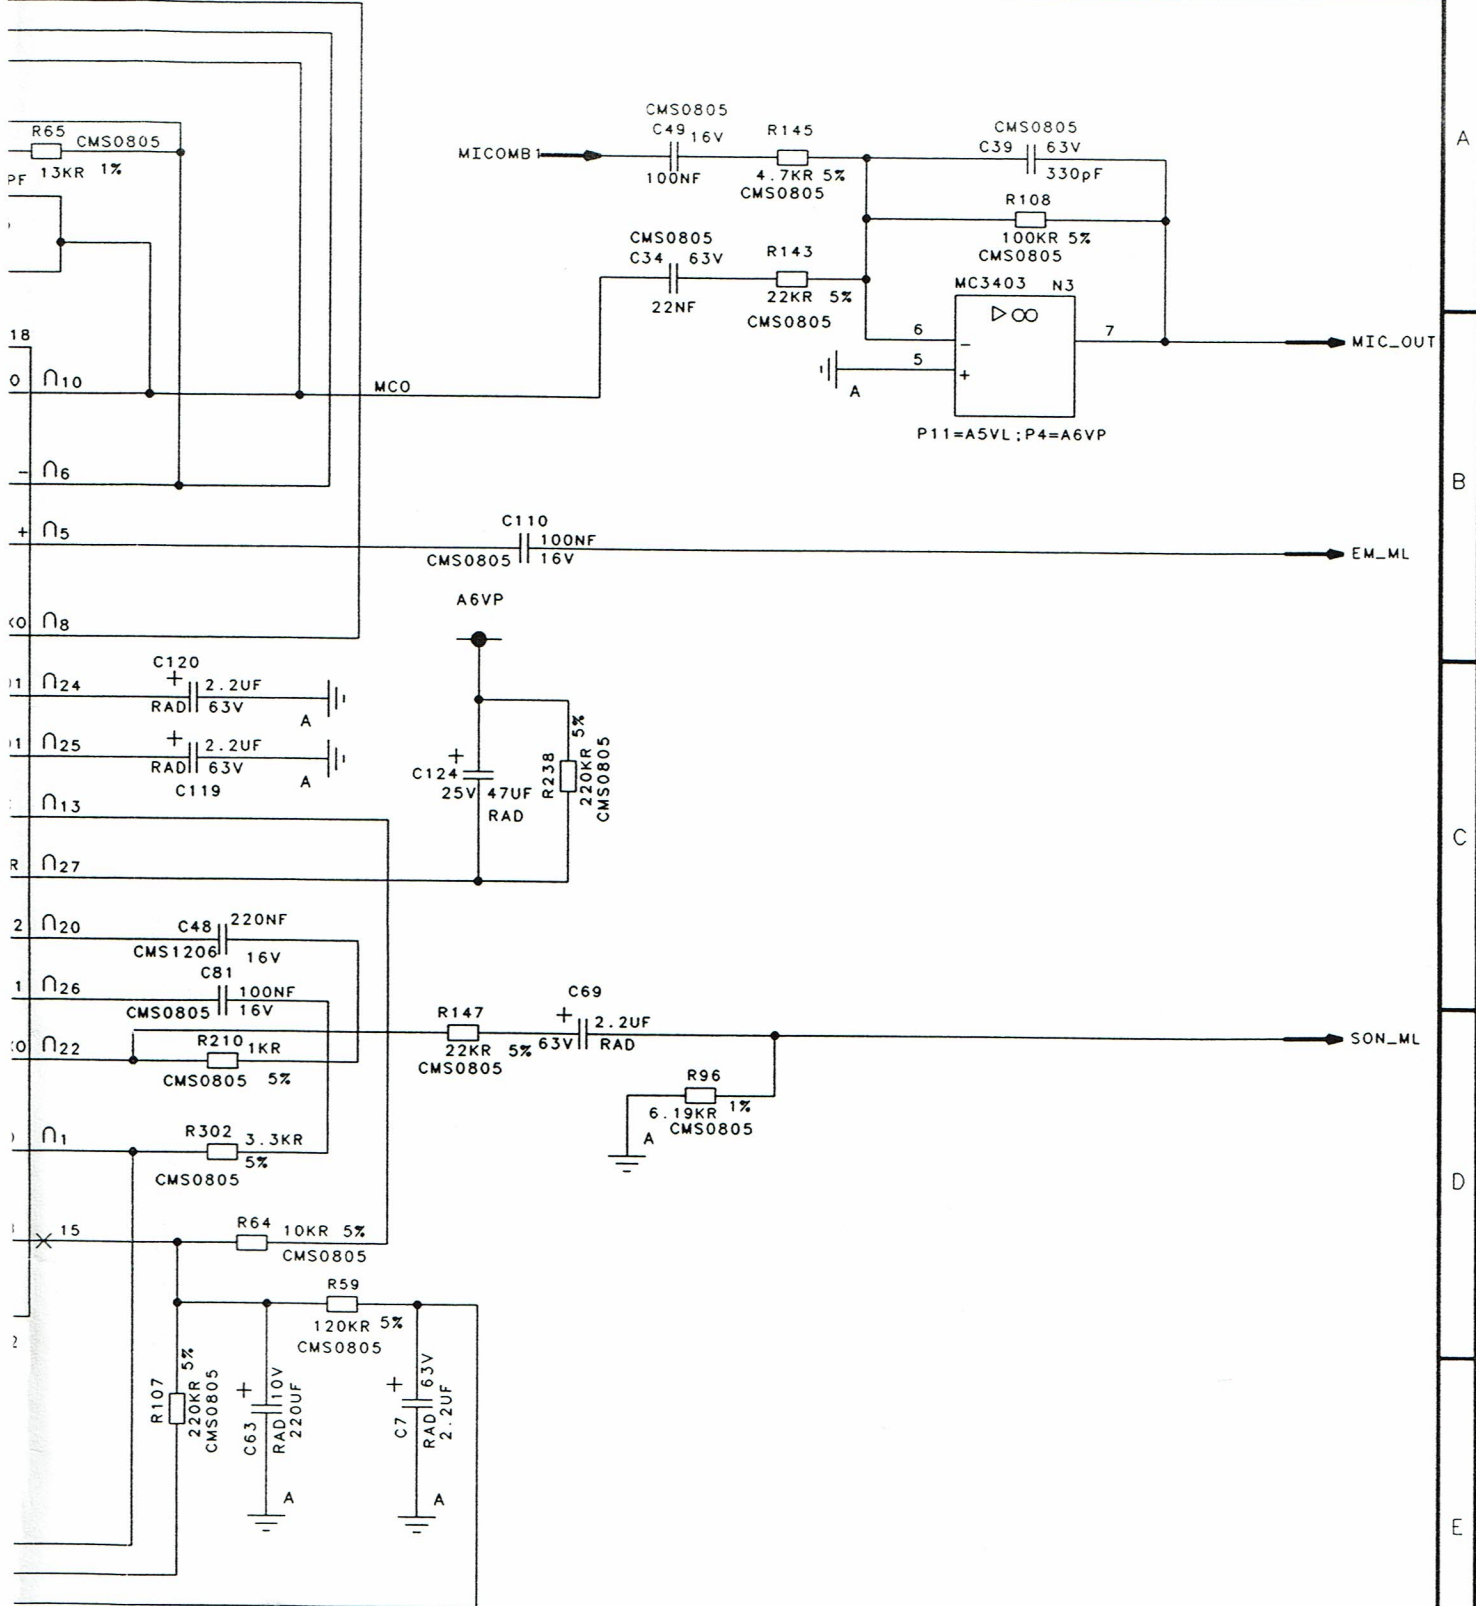 CMS0805
C49 16V
R145
MICOMB1
100NF
4.7KR 5%
CMS0805
CMS0805
C39 63V
330pF
R108
100KR 5%
CMS0805
A
R65
CMS0805
13KR 1%
PF
CMS0805
C34 63V
22NF
R143
22KR 5%
CMS0805
MC3403 N3
▷ ∞
6
−
7
5
+
A
MIC_OUT
P11=A5VL;P4=A6VP
18
O 10
MCO
− 6
B
+ 5
C110
100NF
CMS0805
16V
EM_ML
A6VP
8
C120
+ 2.2UF
24
RAD 63V
A
+ 2.2UF
25
RAD 63V
C119
A
+
C124
25V 47UF
RAD
R238
220KR 5%
CMS0805
C
13
R 27
2 20
C48 220NF
CMS1206 16V
C81
1 26
100NF
CMS0805 16V
22
R210 1KR
CMS0805 5%
R147
22KR 5%
CMS0805
C69
+ 2.2UF
63V RAD
SON_ML
R96
6.19KR 1%
CMS0805
A
1
R302 3.3KR
5%
CMS0805
D
15
R64 10KR 5%
CMS0805
R59
120KR 5%
CMS0805
R107
220KR 5%
CMS0805
+
C63
RAD 10V
220UF
A
+
C7
RAD 63V
2.2UF
A
E